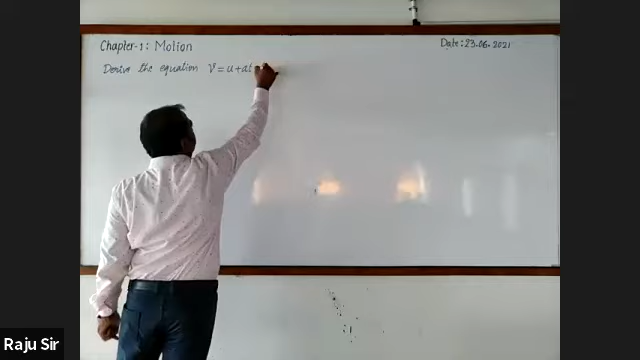 Chapter-1: Motion
Date: 23.06.2021
Derive the equation V = u + at
Raju Sir